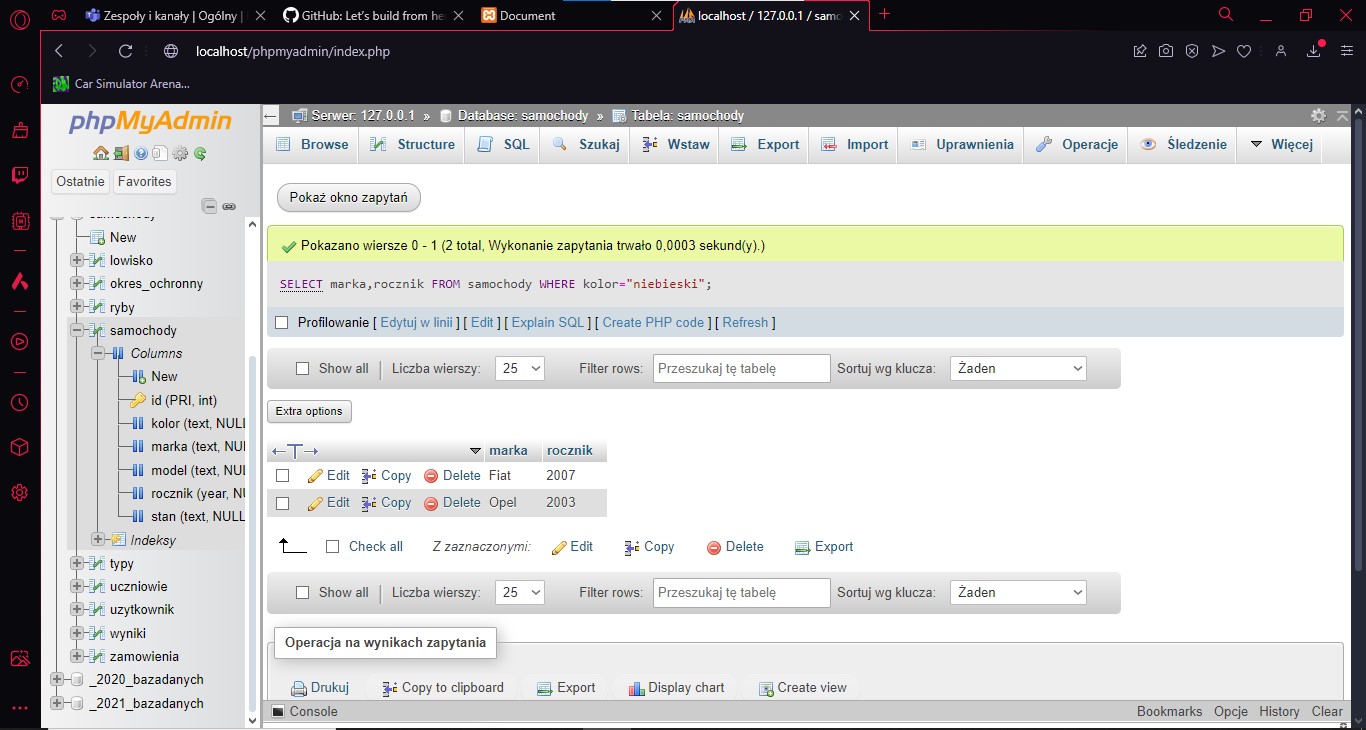 Zespoły i kanały | Ogólny |
GitHub: Let's build from he
Document
localhost / 127.0.0.1 / samo
localhost/phpmyadmin/index.php
Car Simulator Arena...
phpMyAdmin
Ostatnie Favorites
samochody
New
lowisko
okres_ochronny
ryby
samochody
Columns
New
id (PRI, int)
kolor (text, NULL
marka (text, NUL
model (text, NUL
rocznik (year, NU
stan (text, NULL
Indeksy
typy
uczniowie
uzytkownik
wyniki
zamowienia
_2020_bazadanych
_2021_bazadanych
Serwer: 127.0.0.1 » Database: samochody » Tabela: samochody
Browse Structure SQL Szukaj Wstaw Export Import Uprawnienia Operacje Śledzenie Więcej
Pokaż okno zapytań
Pokazano wiersze 0 - 1 (2 total, Wykonanie zapytania trwało 0,0003 sekund(y).)
SELECT marka,rocznik FROM samochody WHERE kolor="niebieski";
Profilowanie [ Edytuj w linii ] [ Edit ] [ Explain SQL ] [ Create PHP code ] [ Refresh ]
Show all Liczba wierszy: 25 Filter rows: Przeszukaj tę tabelę Sortuj wg klucza: Żaden
Extra options
←T→ marka rocznik
Edit Copy Delete Fiat 2007
Edit Copy Delete Opel 2003
Check all Z zaznaczonymi: Edit Copy Delete Export
Show all Liczba wierszy: 25 Filter rows: Przeszukaj tę tabelę Sortuj wg klucza: Żaden
Operacja na wynikach zapytania
Drukuj Copy to clipboard Export Display chart Create view
Console Bookmarks Opcje History Clear